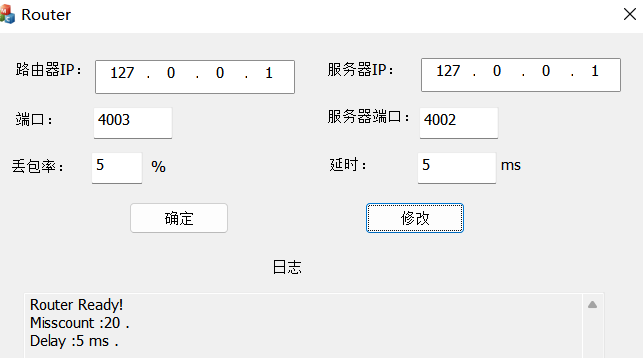 Router
路由器IP： 127 . 0 . 0 . 1 服务器IP： 127 . 0 . 0 . 1
端口： 4003 服务器端口： 4002
丢包率： 5 % 延时： 5 ms
确定 修改
日志
Router Ready!
Misscount :20 .
Delay :5 ms .